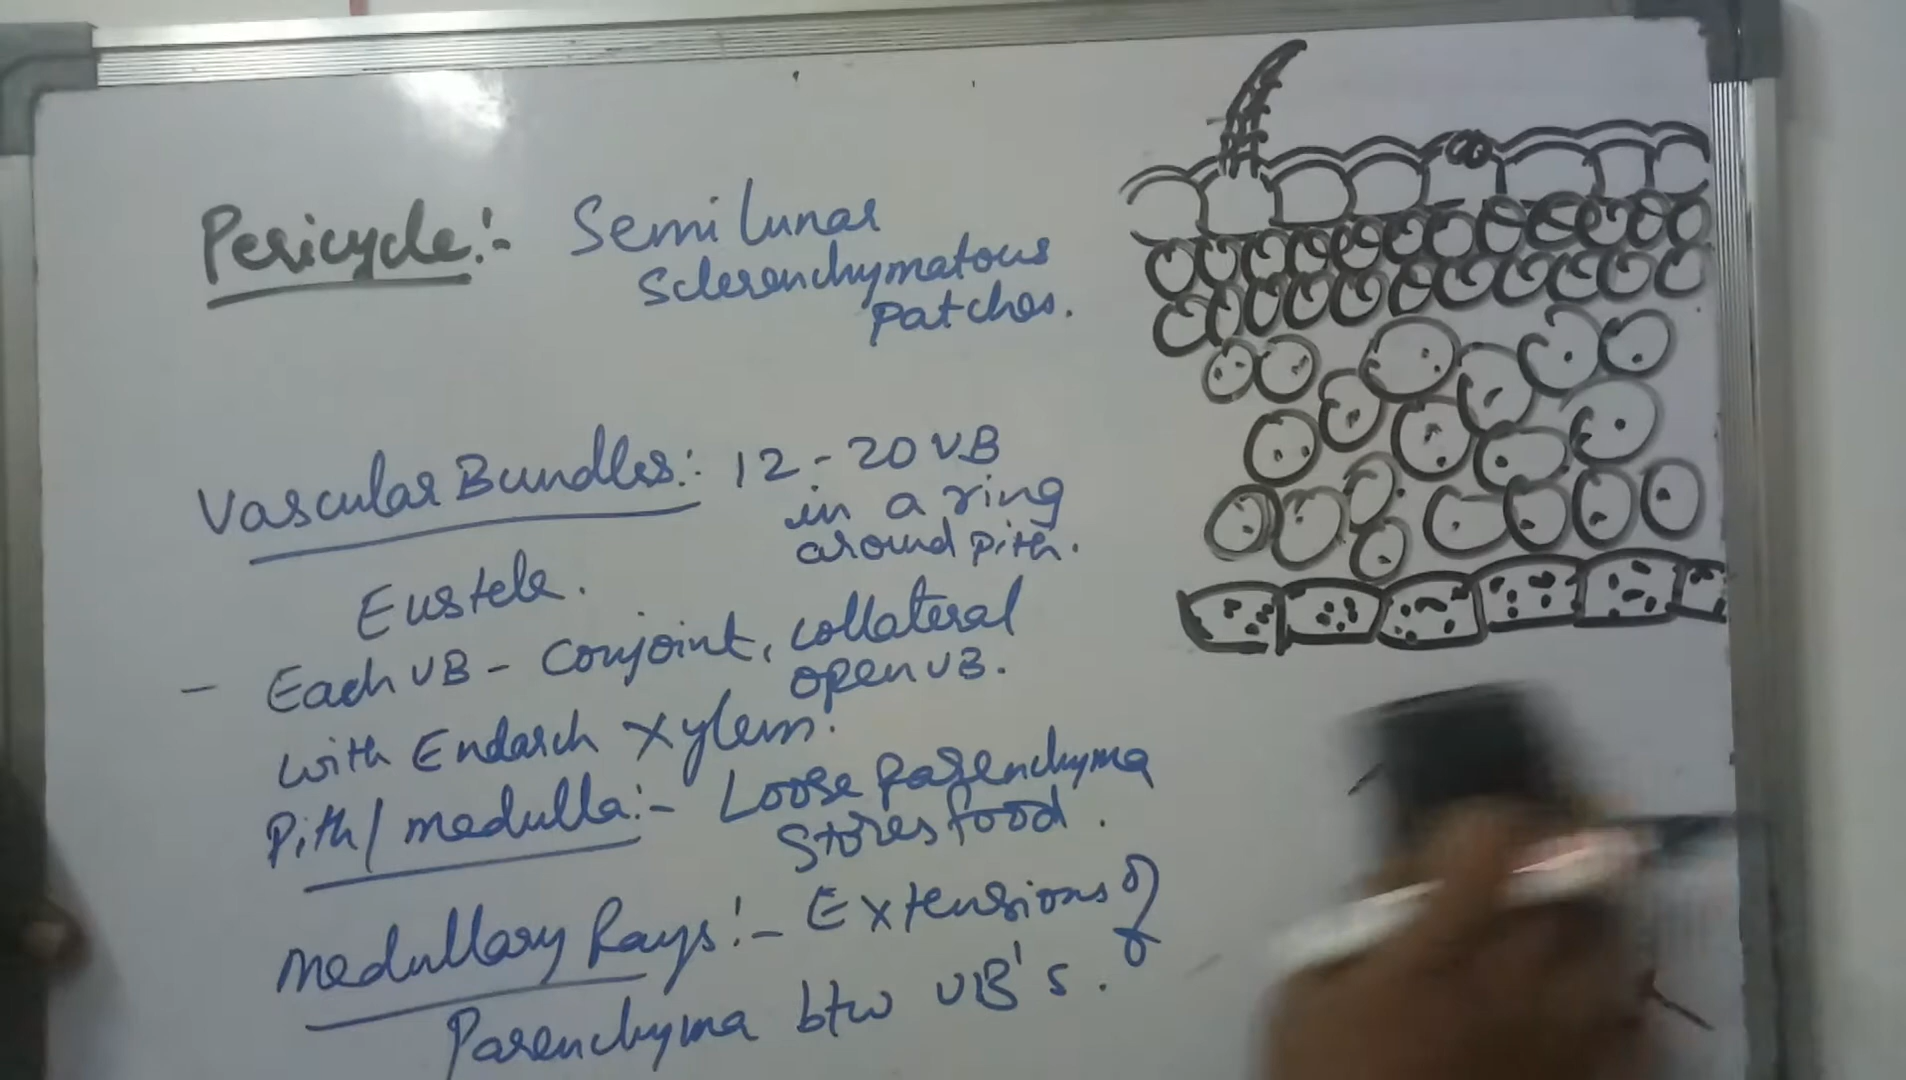 Pericycle:- Semi lunar
Sclerenchymatous
patches.
Vascular Bundles: 12-20 VB
in a ring
around pith.
Eustele.
- Each VB - Conjoint, collateral
open VB.
with Endarch xylem.
Pith/medulla:- Loose parenchyma
Stores food.
Medullary Rays:- Extensions of
Parenchyma btw VB's.